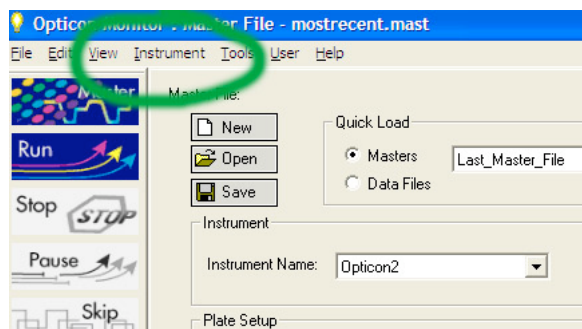 Opticon Monitor : Master File - mostrecent.mast
File Edit View Instrument Tools User Help
Master
Master File:
New
Quick Load
Run
Open
Masters
Last_Master_File
Data Files
Save
Stop
STOP
Instrument
Pause
Instrument Name:
Opticon2
Skip
Plate Setup